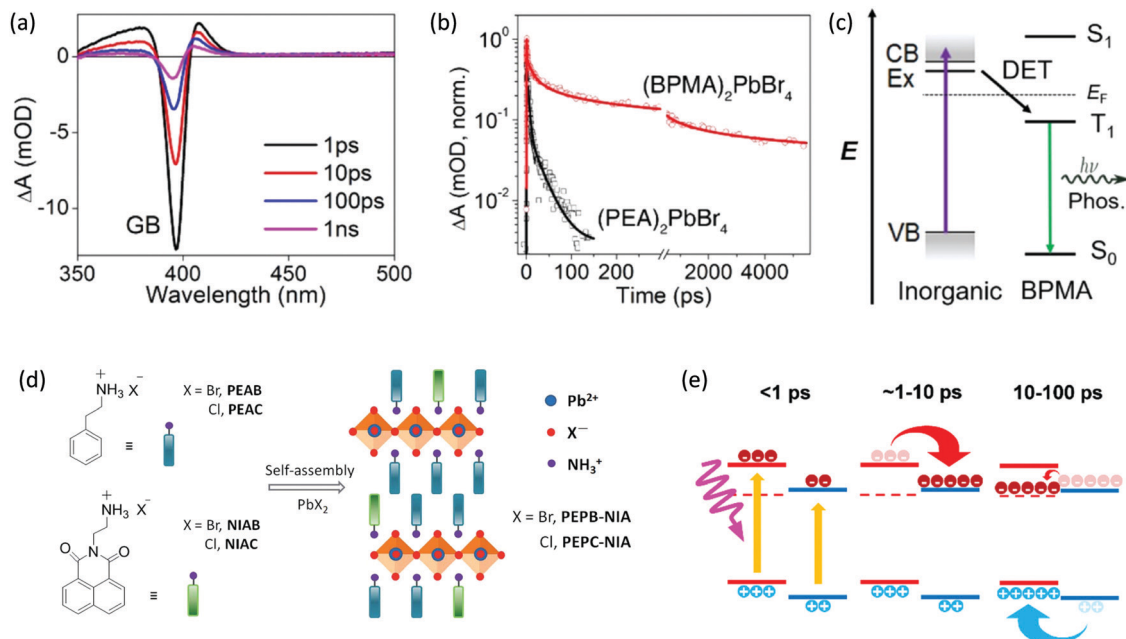 (a)
ΔA (mOD)
0
-5
-10
GB
1ps
10ps
100ps
1ns
350 400 450 500
Wavelength (nm)
(b)
ΔA (mOD, norm.)
10⁰
10⁻¹
10⁻²
(BPMA)₂PbBr₄
(PEA)₂PbBr₄
0 100 2000 4000
Time (ps)
(c)
E
CB
Ex
VB
DET
S₁
E_F
T₁
hν
Phos.
S₀
Inorganic BPMA
(d)
+
NH₃ X⁻
X = Br, PEAB
Cl, PEAC
≡
+
NH₃ X⁻
X = Br, NIAB
Cl, NIAC
O N O
≡
Self-assembly
PbX₂
Pb²⁺
X⁻
NH₃⁺
X = Br, PEPB-NIA
Cl, PEPC-NIA
(e)
<1 ps ~1-10 ps 10-100 ps